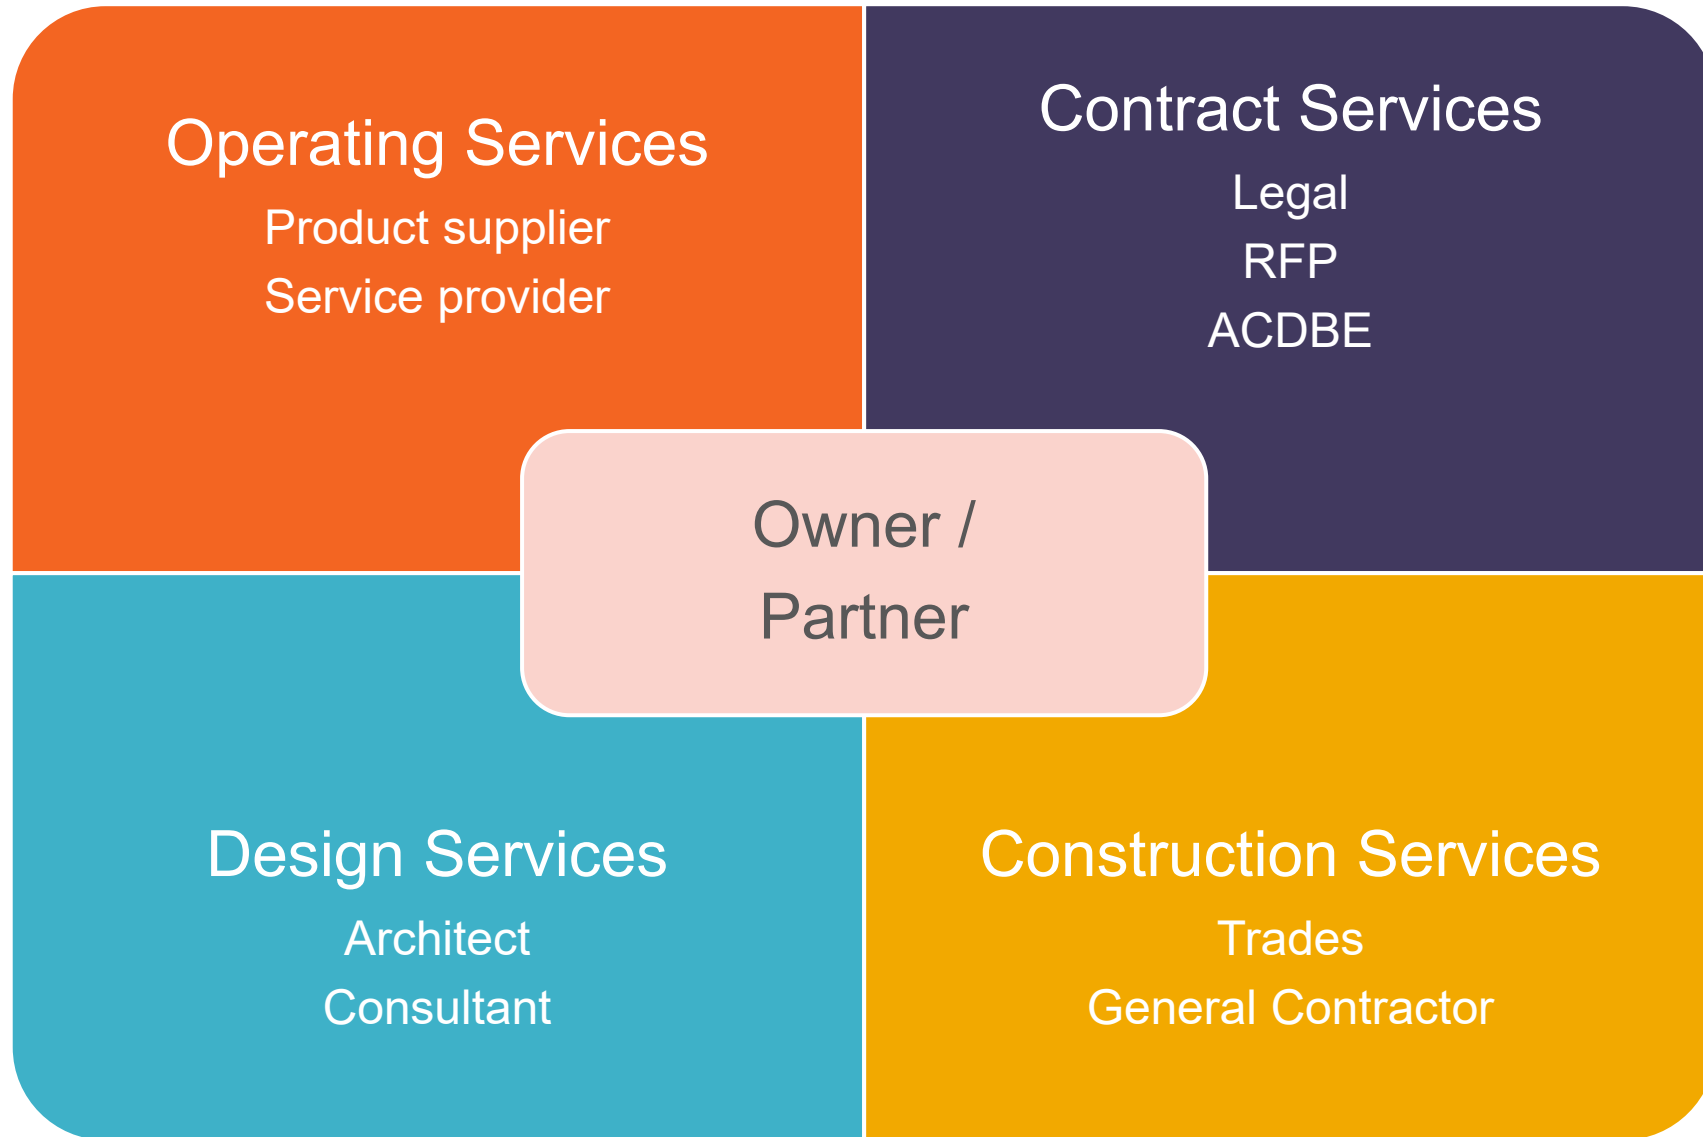 Operating Services
Product supplier
Service provider
Contract Services
Legal
RFP
ACDBE
Owner /
Partner
Design Services
Architect
Consultant
Construction Services
Trades
General Contractor